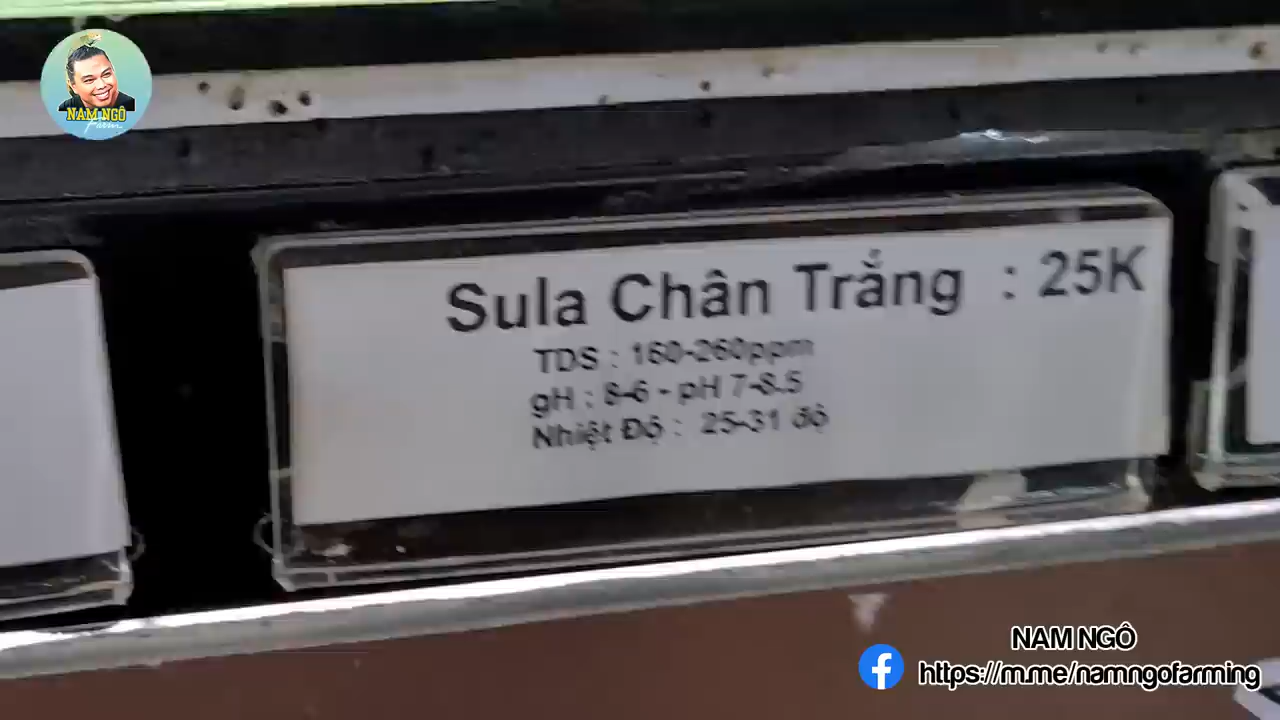 NAM NGÔ
Farm
Sula Chân Trắng : 25K
TDS : 160-260ppm
gH : 8-6 - pH 7-8.5
Nhiệt Độ : 25-31 độ
NAM NGÔ
https://m.me/namngofarming